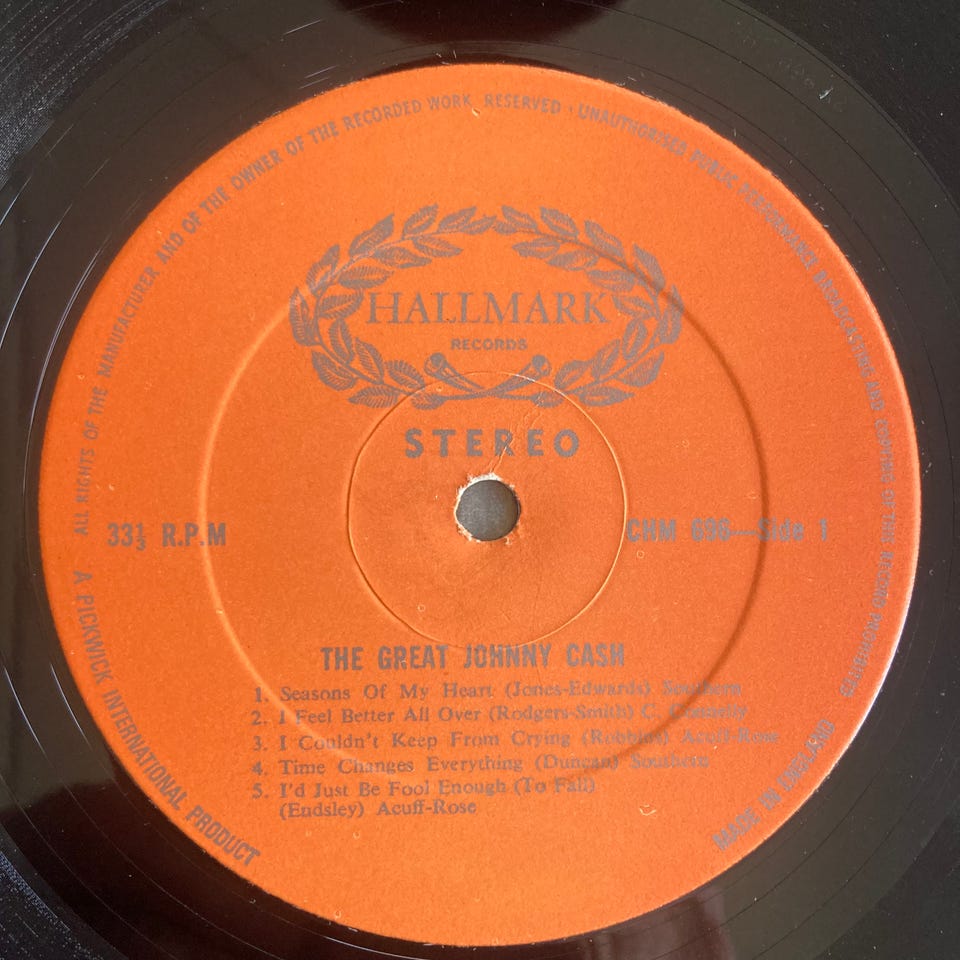 ALL RIGHTS OF THE MANUFACTURER AND OF THE OWNER OF THE RECORDED WORK RESERVED · UNAUTHORISED PUBLIC PERFORMANCE BROADCASTING AND COPYING OF THIS RECORD PROHIBITED
HALLMARK
RECORDS
STEREO
33⅓ R.P.M
CHM 696—Side 1
THE GREAT JOHNNY CASH
1. Seasons Of My Heart (Jones-Edwards) Southern
2. I Feel Better All Over (Rodgers-Smith) C. Connelly
3. I Couldn't Keep From Crying (Robbins) Acuff-Rose
4. Time Changes Everything (Duncan) Southern
5. I'd Just Be Fool Enough (To Fall)
(Endsley) Acuff-Rose
A PICKWICK INTERNATIONAL PRODUCT
MADE IN ENGLAND